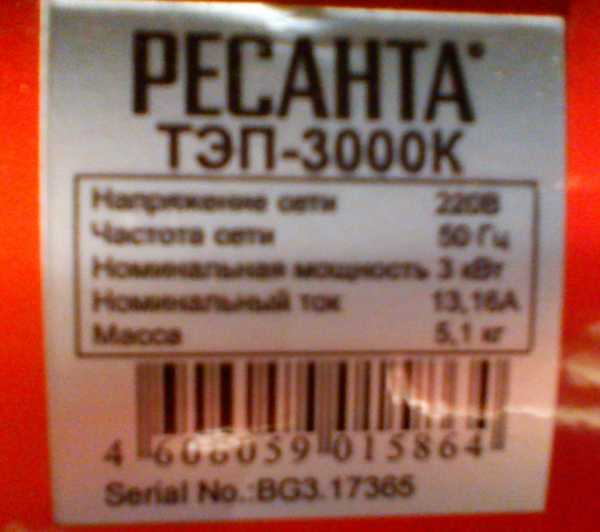 РЕСАНТА®
ТЭП-3000К
Напряжение сети 220В
Частота сети 50 Гц
Номинальная мощность 3 кВт
Номинальный ток 13,16А
Масса 5,1 кг
4 606059 015864
Serial No.:BG3.17365